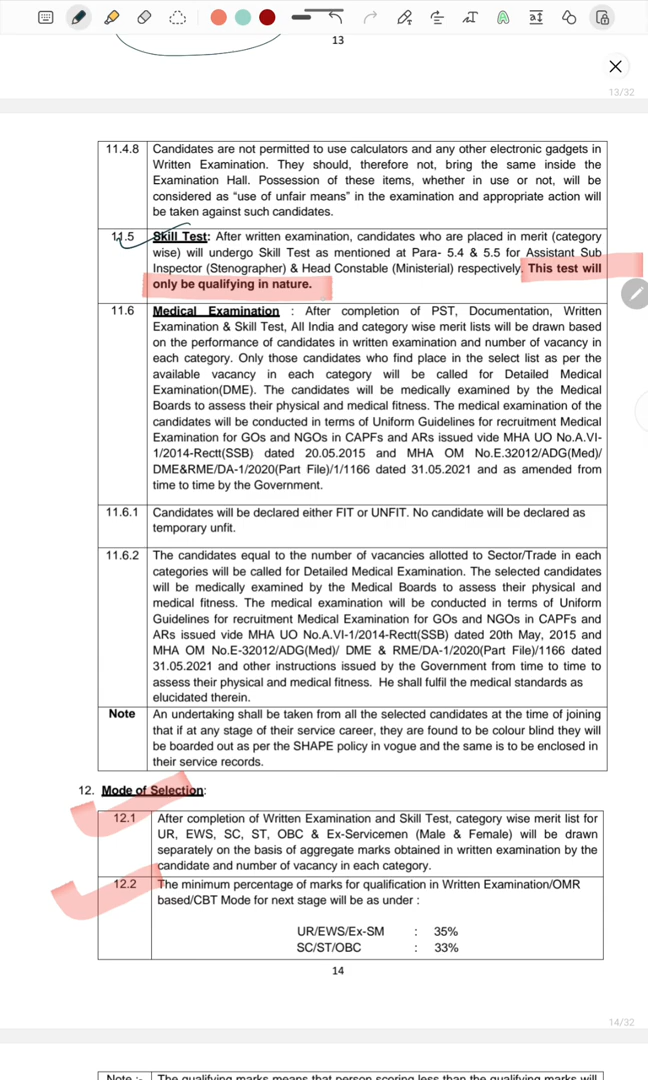 13
13/32
11.4.8 Candidates are not permitted to use calculators and any other electronic gadgets in
Written Examination. They should, therefore not, bring the same inside the
Examination Hall. Possession of these items, whether in use or not, will be
considered as “use of unfair means” in the examination and appropriate action will
be taken against such candidates.
11.5 Skill Test: After written examination, candidates who are placed in merit (category
wise) will undergo Skill Test as mentioned at Para- 5.4 & 5.5 for Assistant Sub
Inspector (Stenographer) & Head Constable (Ministerial) respectively. This test will
only be qualifying in nature.
11.6 Medical Examination : After completion of PST, Documentation, Written
Examination & Skill Test, All India and category wise merit lists will be drawn based
on the performance of candidates in written examination and number of vacancy in
each category. Only those candidates who find place in the select list as per the
available vacancy in each category will be called for Detailed Medical
Examination(DME). The candidates will be medically examined by the Medical
Boards to assess their physical and medical fitness. The medical examination of the
candidates will be conducted in terms of Uniform Guidelines for recruitment Medical
Examination for GOs and NGOs in CAPFs and ARs issued vide MHA UO No.A.VI-
1/2014-Rectt(SSB) dated 20.05.2015 and MHA OM No.E.32012/ADG(Med)/
DME&RME/DA-1/2020(Part File)/1/1166 dated 31.05.2021 and as amended from
time to time by the Government.
11.6.1 Candidates will be declared either FIT or UNFIT. No candidate will be declared as
temporary unfit.
11.6.2 The candidates equal to the number of vacancies allotted to Sector/Trade in each
categories will be called for Detailed Medical Examination. The selected candidates
will be medically examined by the Medical Boards to assess their physical and
medical fitness. The medical examination will be conducted in terms of Uniform
Guidelines for recruitment Medical Examination for GOs and NGOs in CAPFs and
ARs issued vide MHA UO No.A.VI-1/2014-Rectt(SSB) dated 20th May, 2015 and
MHA OM No.E-32012/ADG(Med)/ DME & RME/DA-1/2020(Part File)/1166 dated
31.05.2021 and other instructions issued by the Government from time to time to
assess their physical and medical fitness. He shall fulfil the medical standards as
elucidated therein.
Note An undertaking shall be taken from all the selected candidates at the time of joining
that if at any stage of their service career, they are found to be colour blind they will
be boarded out as per the SHAPE policy in vogue and the same is to be enclosed in
their service records.
12. Mode of Selection:
12.1 After completion of Written Examination and Skill Test, category wise merit list for
UR, EWS, SC, ST, OBC & Ex-Servicemen (Male & Female) will be drawn
separately on the basis of aggregate marks obtained in written examination by the
candidate and number of vacancy in each category.
12.2 The minimum percentage of marks for qualification in Written Examination/OMR
based/CBT Mode for next stage will be as under :
UR/EWS/Ex-SM : 35%
SC/ST/OBC : 33%
14
14/32
Note :- The qualifying marks means that person scoring less than the qualifying marks will